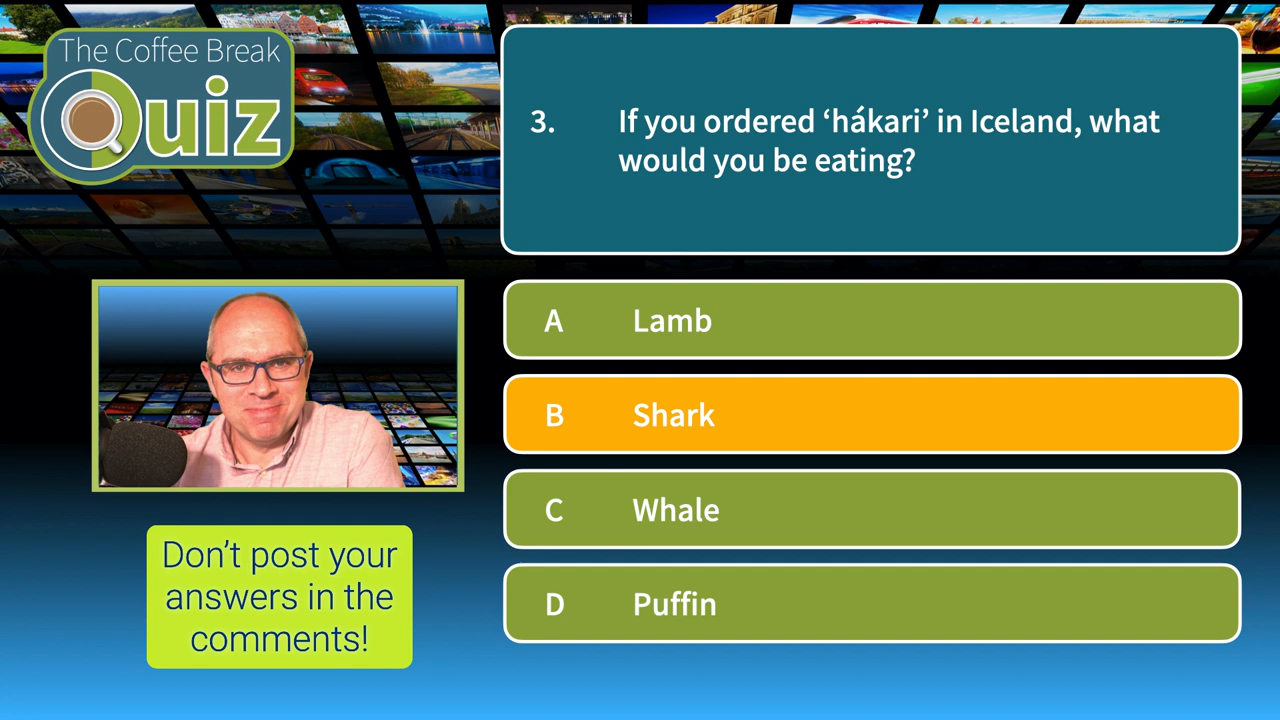 The Coffee Break
Quiz
3. If you ordered ‘hákari’ in Iceland, what
would you be eating?
A Lamb
B Shark
C Whale
D Puffin
Don’t post your
answers in the
comments!